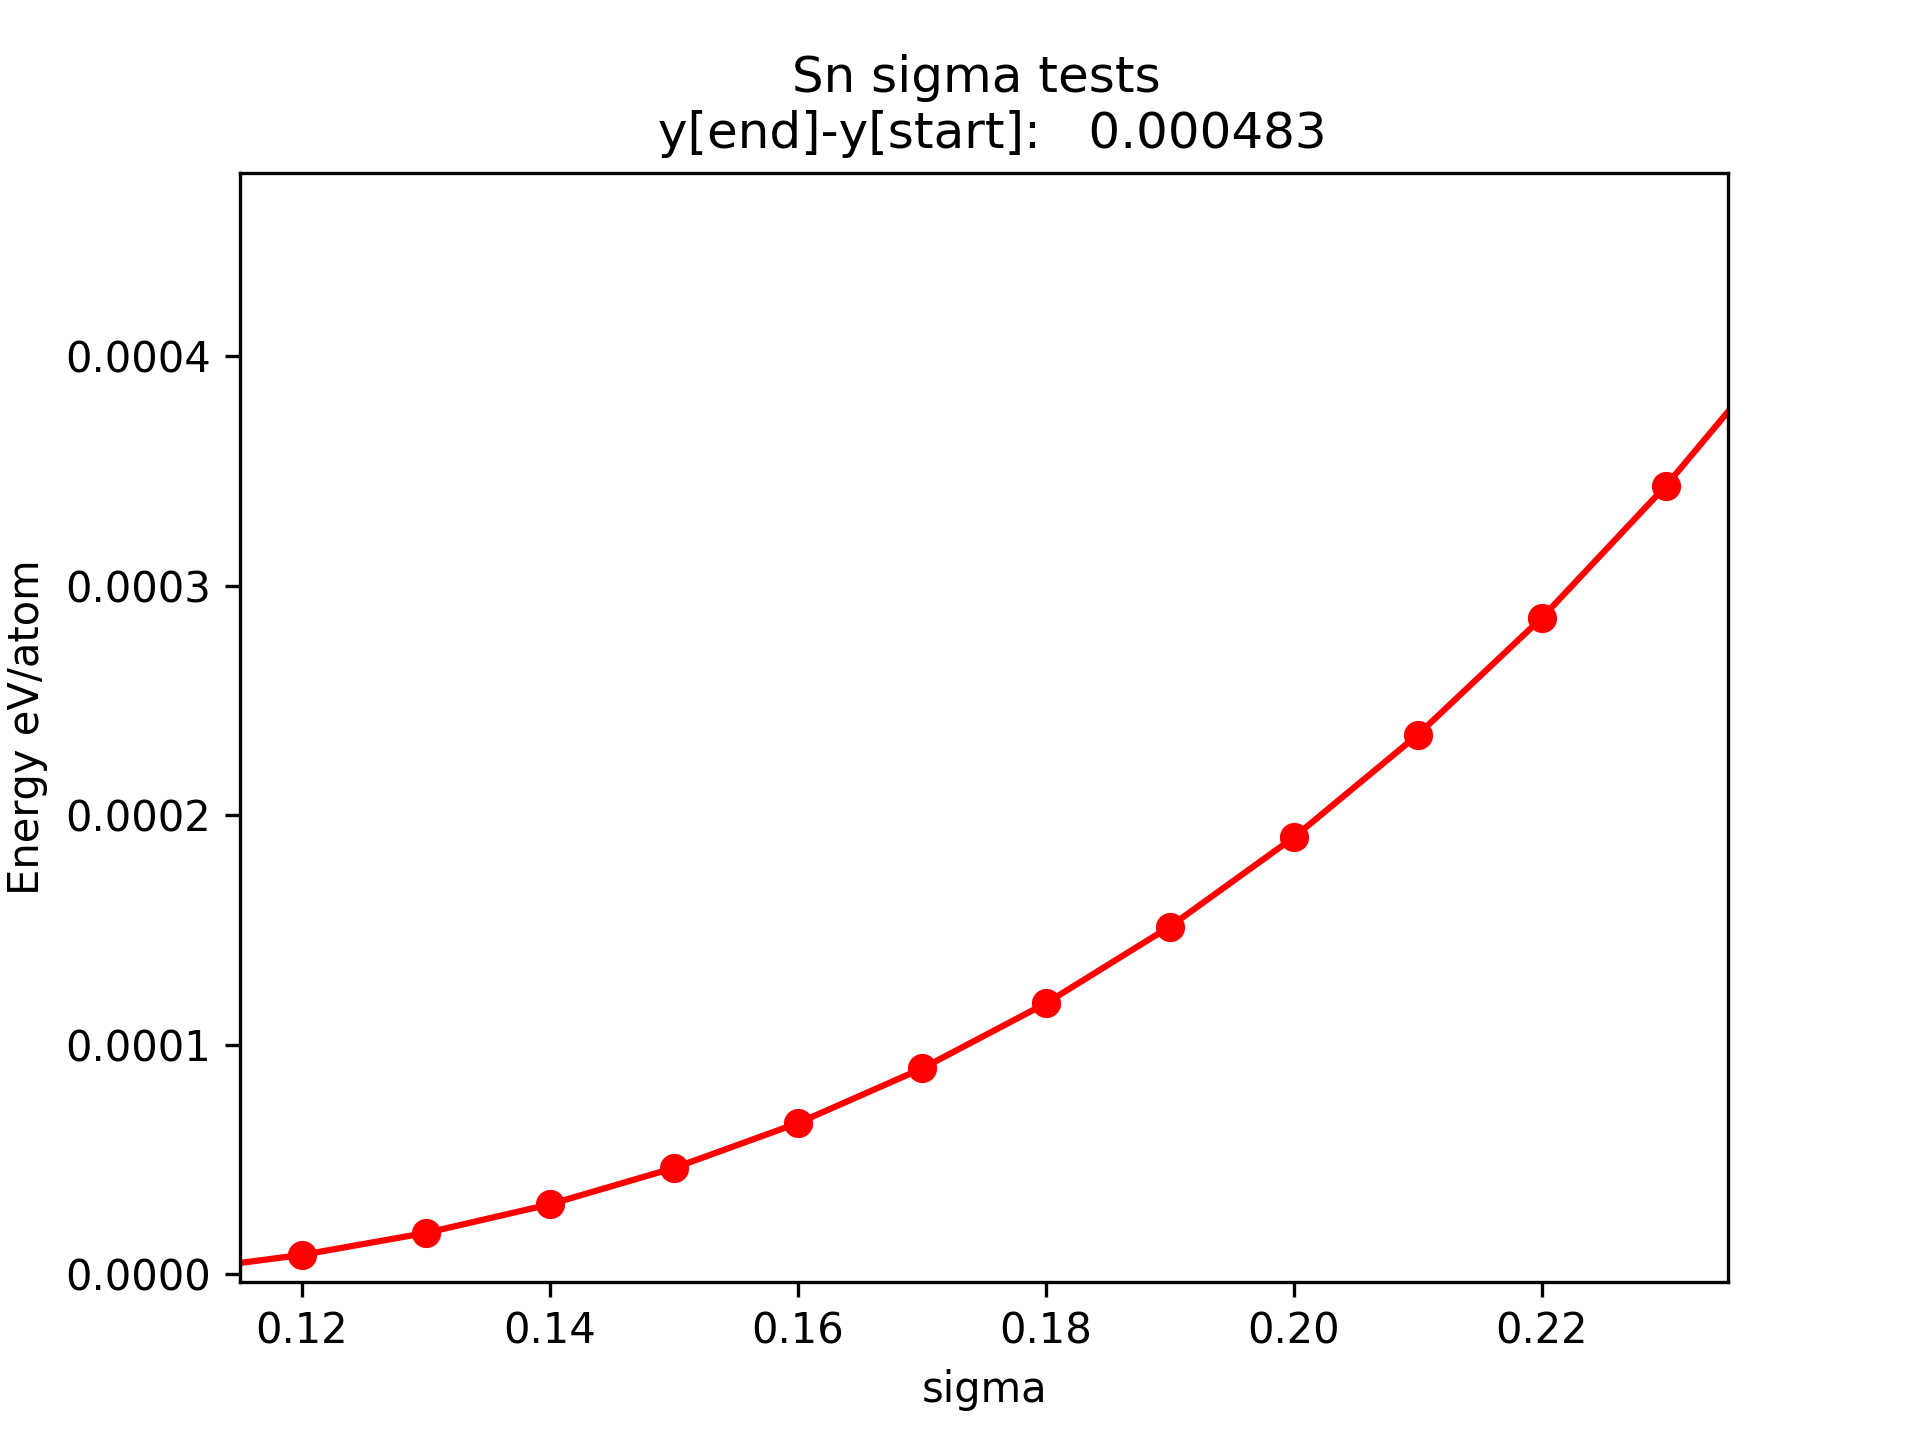 Sn sigma tests
y[end]-y[start]: 0.000483
Energy eV/atom
0.0004
0.0003
0.0002
0.0001
0.0000
0.12 0.14 0.16 0.18 0.20 0.22
sigma